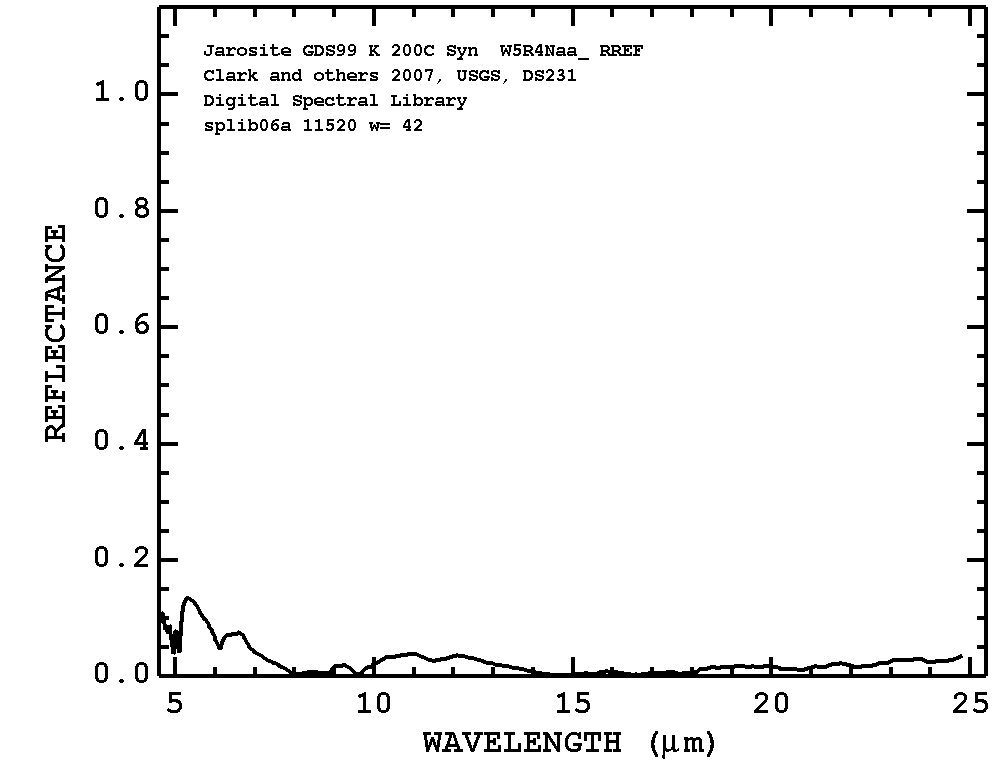 Jarosite GDS99 K 200C Syn  W5R4Naa_ RREF
Clark and others 2007, USGS, DS231
Digital Spectral Library
splib06a 11520 w= 42
1.0
0.8
0.6
0.4
0.2
0.0
REFLECTANCE
5 10 15 20 25
WAVELENGTH (μm)